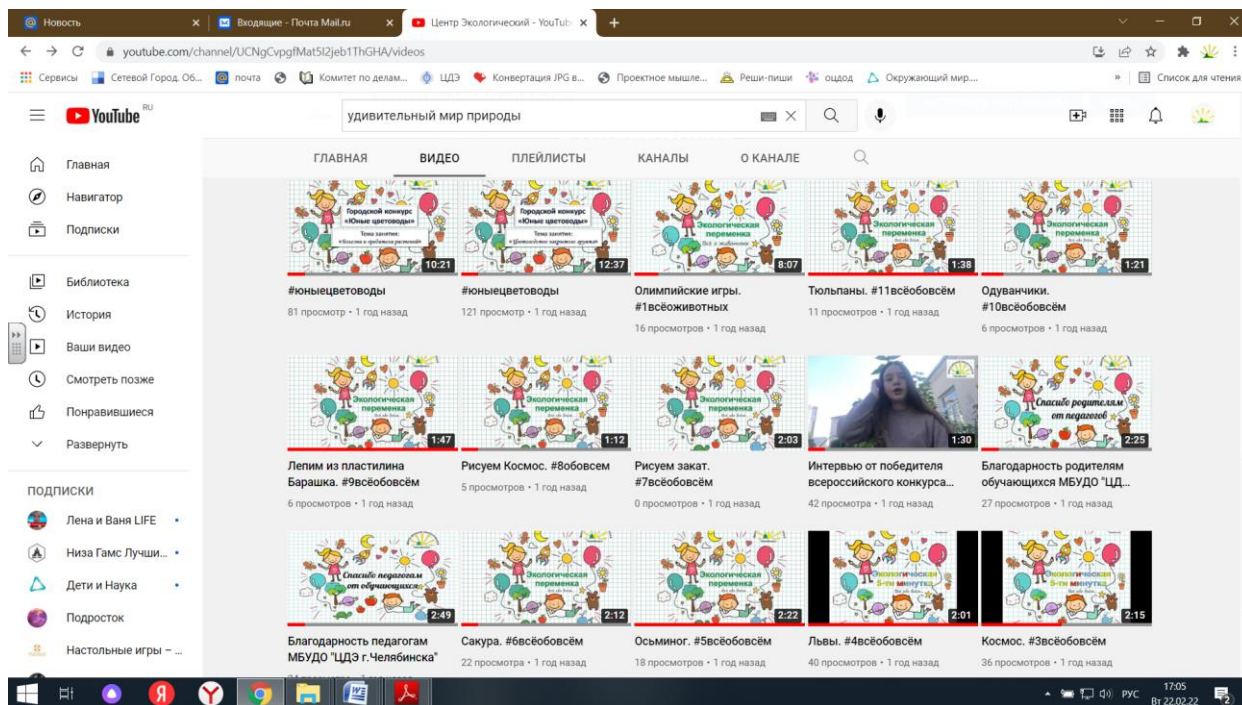 Новость
Входящие - Почта Mail.ru
Центр Экологический - YouTub
youtube.com/channel/UCNgCvpgfMat5I2jeb1ThGHA/videos
Сервисы
Сетевой Город. Об...
почта
Комитет по делам...
ЦДЭ
Конвертация JPG в...
Проектное мышле...
Реши-пиши
оцдод
Окружающий мир....
»
Список для чтения
YouTube RU
удивительный мир природы
Главная
Навигатор
Подписки
Библиотека
История
Ваши видео
Смотреть позже
Понравившиеся
Развернуть
ПОДПИСКИ
Лена и Ваня LIFE
Низа Гамс Лучши...
Дети и Наука
Подросток
Настольные игры – ...
ГЛАВНАЯ ВИДЕО ПЛЕЙЛИСТЫ КАНАЛЫ О КАНАЛЕ
Городской конкурс
«Юные цветоводы»
Тема занятие:
10:21
#юныецветоводы
81 просмотр • 1 год назад
Городской конкурс
«Юные цветоводы»
Тема занятие:
12:37
#юныецветоводы
121 просмотр • 1 год назад
Экологическая
переменка
8:07
Олимпийские игры.
#1всёоживотных
16 просмотров • 1 год назад
Экологическая
переменка
1:38
Тюльпаны. #11всёобовсём
11 просмотров • 1 год назад
Экологическая
переменка
1:21
Одуванчики.
#10всёобовсём
6 просмотров • 1 год назад
Экологическая
переменка
1:47
Лепим из пластилина
Барашка. #9всёобовсём
6 просмотров • 1 год назад
Экологическая
переменка
1:12
Рисуем Космос. #8обовсем
5 просмотров • 1 год назад
Экологическая
переменка
2:03
Рисуем закат.
#7всёобовсём
0 просмотров • 1 год назад
1:30
Интервью от победителя
всероссийского конкурса...
42 просмотра • 1 год назад
Спасибо родителям
от педагогов
2:25
Благодарность родителям
обучающихся МБУДО "ЦД...
27 просмотров • 1 год назад
Спасибо педагогам
от обучающихся
2:49
Благодарность педагогам
МБУДО "ЦДЭ г.Челябинска"
Экологическая
переменка
2:12
Сакура. #6всёобовсём
22 просмотра • 1 год назад
Экологическая
переменка
2:22
Осьминог. #5всёобовсём
18 просмотров • 1 год назад
Экологическая
5-ти минутка
2:01
Львы. #4всёобовсём
40 просмотров • 1 год назад
Экологическая
5-ти минутка
2:15
Космос. #3всёобовсём
36 просмотров • 1 год назад
РУС
17:05
Вт 22.02.22
2